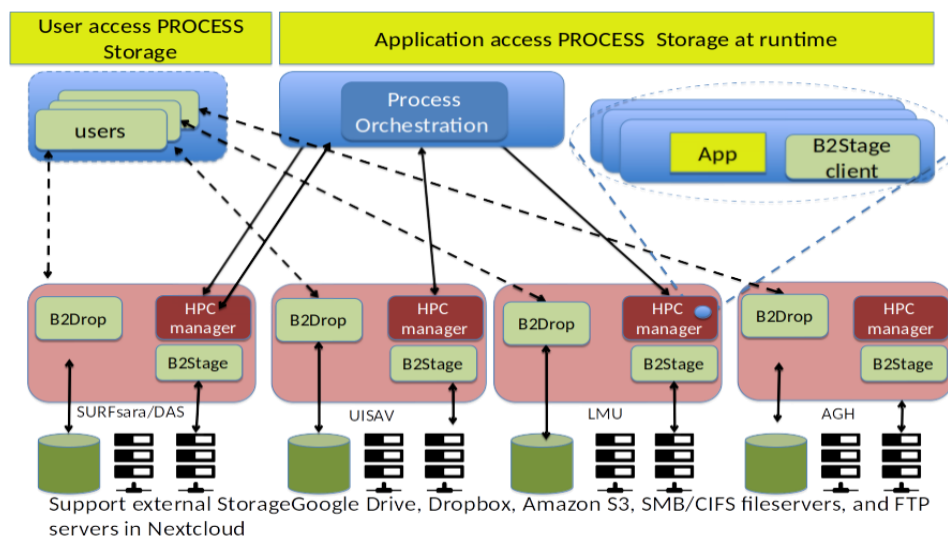 User access PROCESS
Storage
Application access PROCESS Storage at runtime
users
Process
Orchestration
App
B2Stage
client
B2Drop
HPC
manager
B2Stage
B2Drop
HPC
manager
B2Stage
B2Drop
HPC
manager
B2Stage
B2Drop
HPC
manager
B2Stage
SURFsara/DAS
UISAV
LMU
AGH
Support external StorageGoogle Drive, Dropbox, Amazon S3, SMB/CIFS fileservers, and FTP
servers in Nextcloud